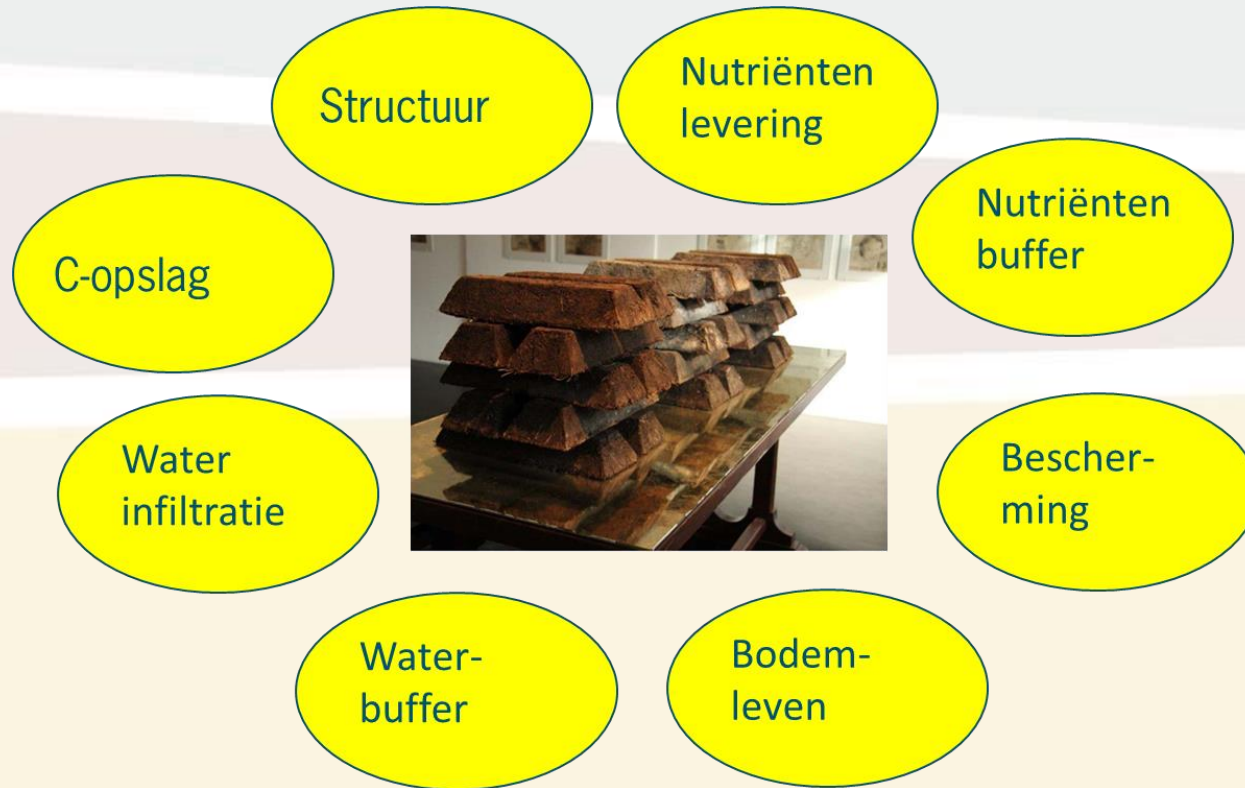 Structuur
Nutriënten
levering
C-opslag
Nutriënten
buffer
Water
infiltratie
Bescher-
ming
Water-
buffer
Bodem-
leven